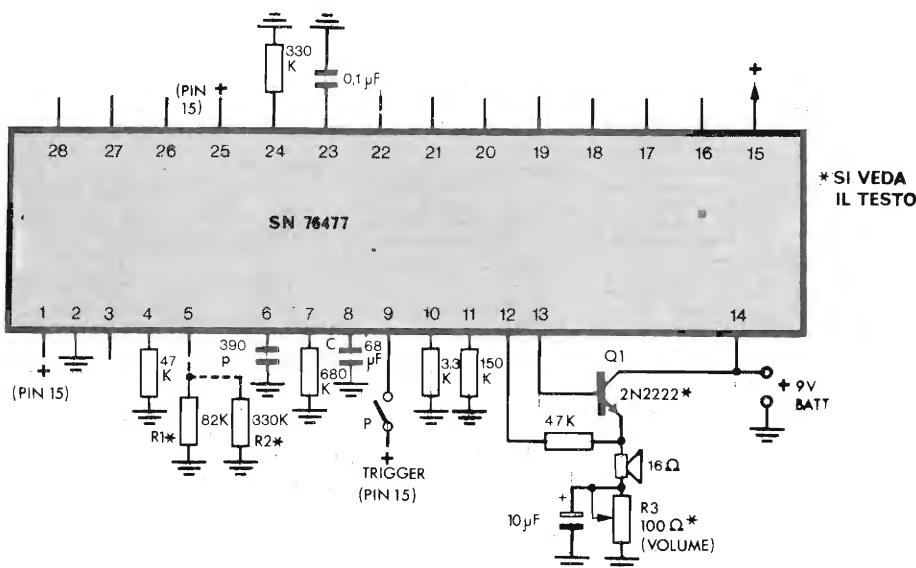 330
K
0,1 µF
(PIN
15)
+
+
28 27 26 25 24 23 22 21 20 19 18 17 16 15
* SI VEDA
IL TESTO
SN 76477
1 2 3 4 5 6 7 8 9 10 11 12 13 14
+
(PIN 15)
47
K
82K
R1*
330K
R2*
390
p
680
K
C
68
µF
P
+
TRIGGER
(PIN 15)
3.3
K
150
K
Q1
2N2222*
+ 9V
BATT
47K
16Ω
+
10µF
R3
100Ω*
(VOLUME)